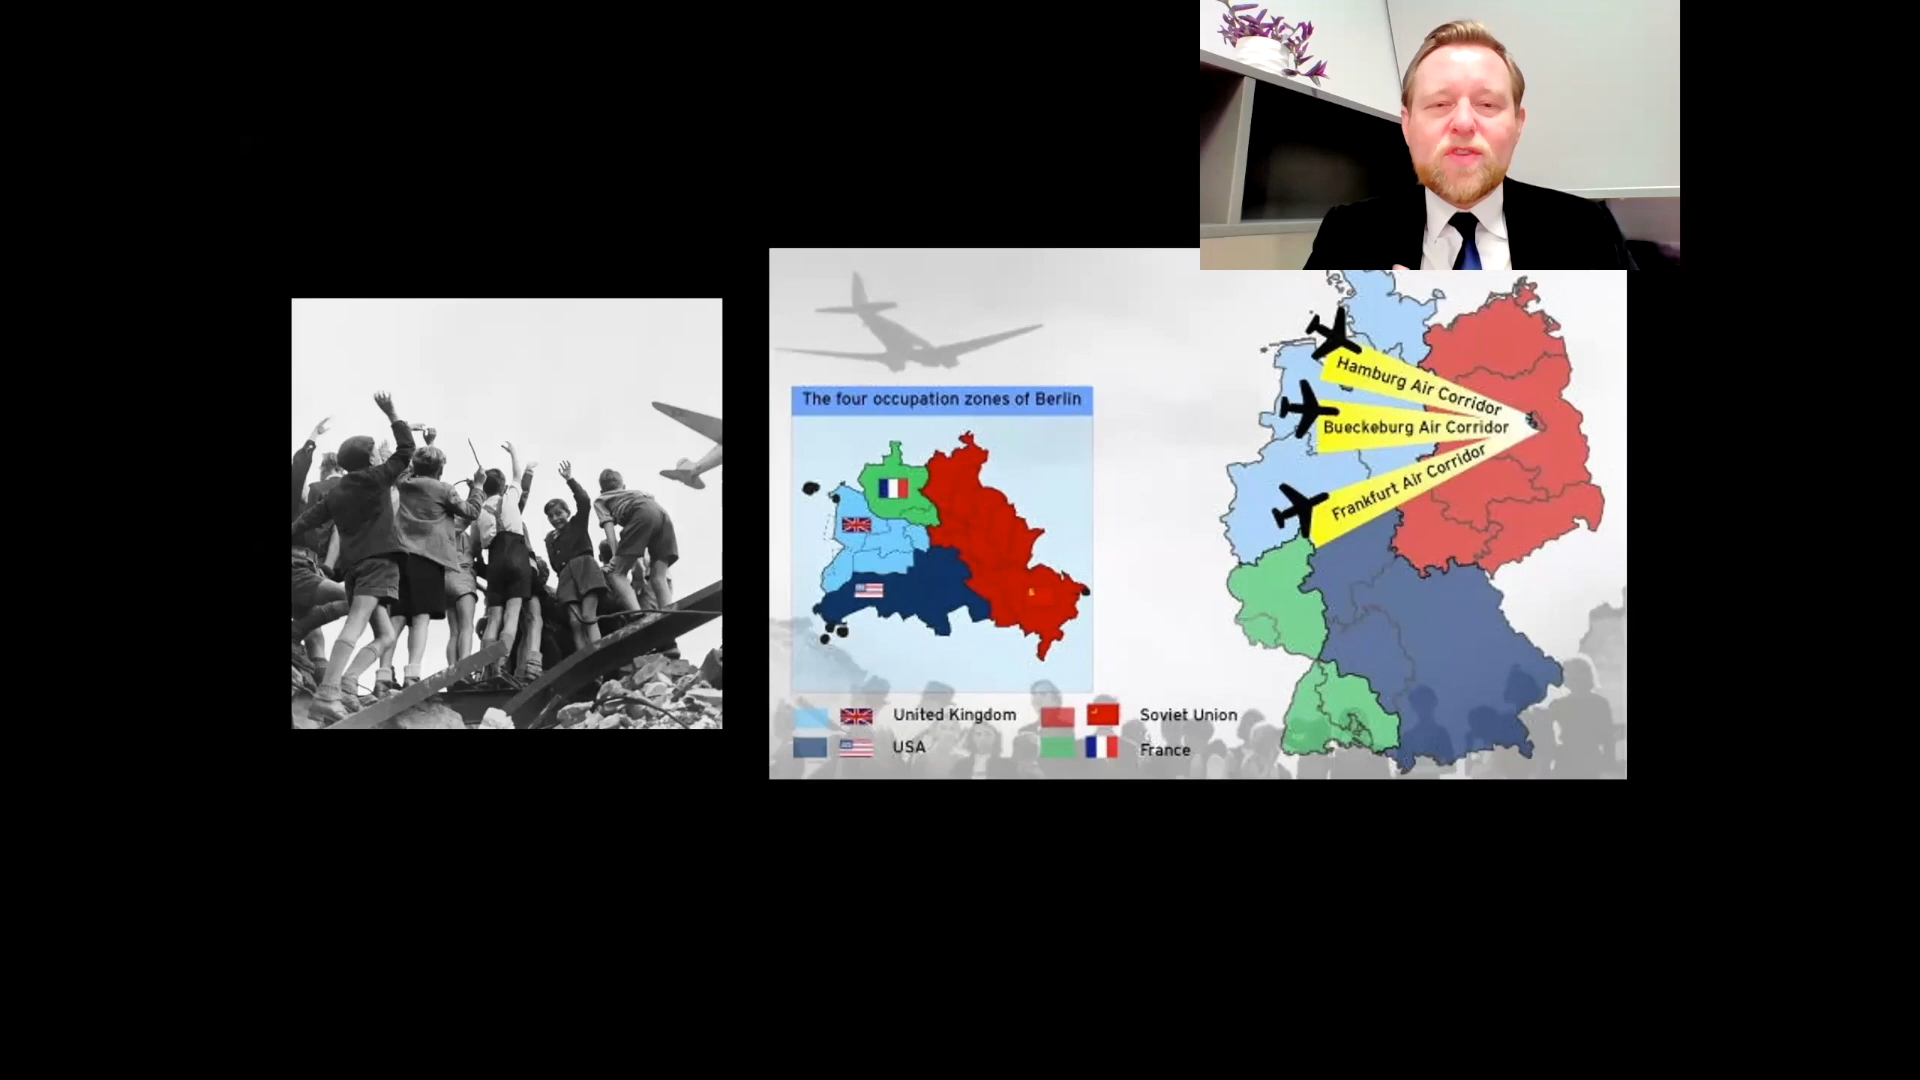 The four occupation zones of Berlin
Hamburg Air Corridor
Bueckeburg Air Corridor
Frankfurt Air Corridor
United Kingdom
Soviet Union
USA
France